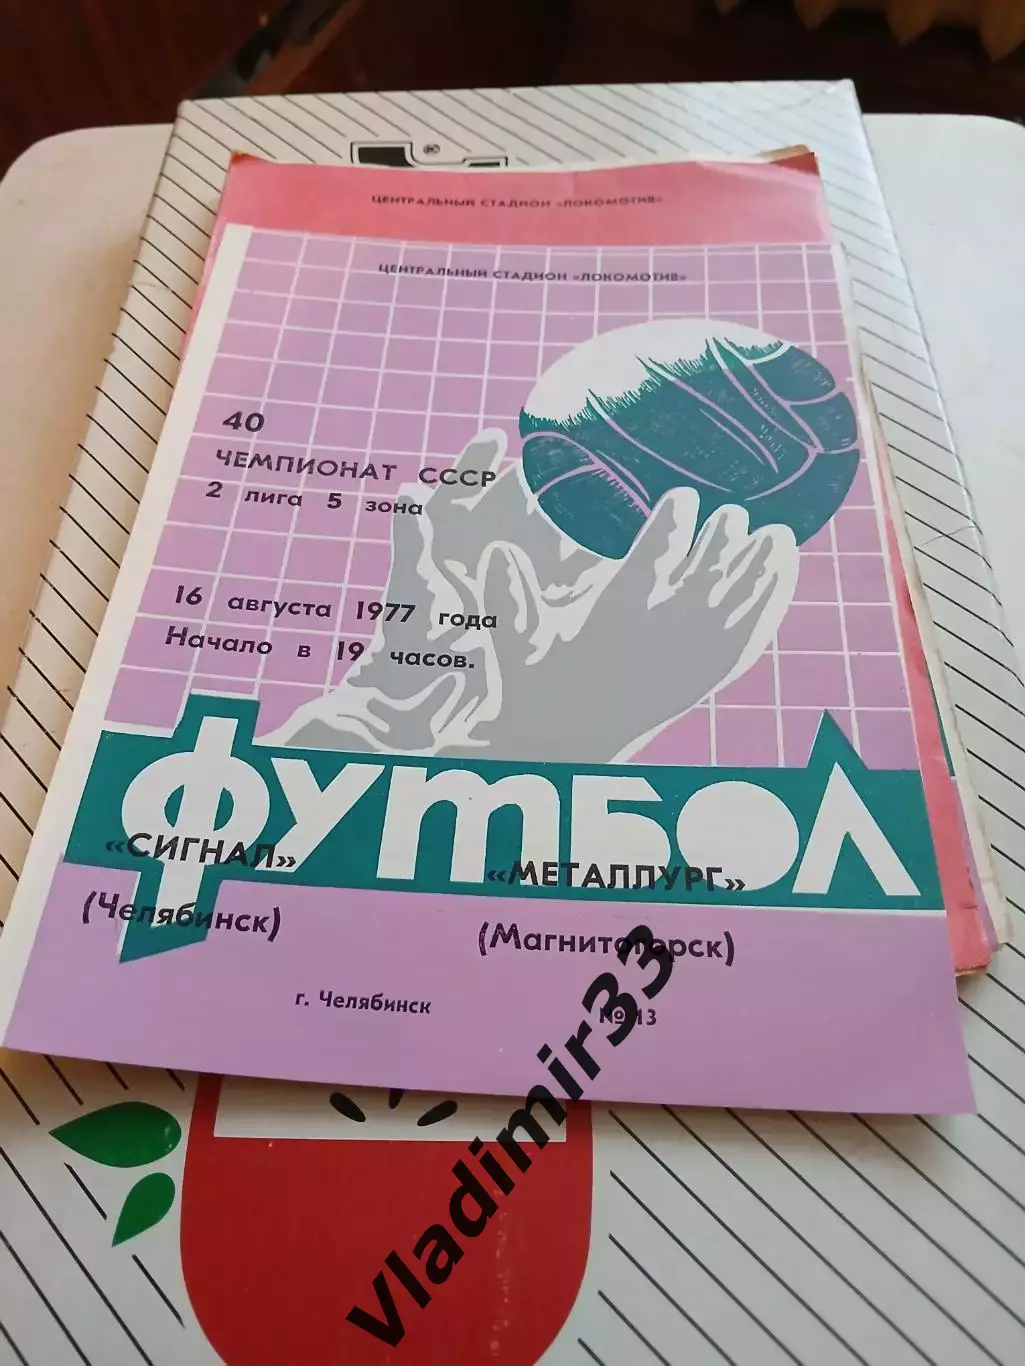 ®
ЦЕНТРАЛЬНЫЙ СТАДИОН «ЛОКОМОТИВ»
ЦЕНТРАЛЬНЫЙ СТАДИОН «ЛОКОМОТИВ»
40
ЧЕМПИОНАТ СССР
2 лига 5 зона
16 августа 1977 года
Начало в 19 часов.
ФУТБОЛ
«СИГНАЛ» «МЕТАЛЛУРГ»
(Челябинск) (Магнитогорск)
г. Челябинск №13
Vladimir33